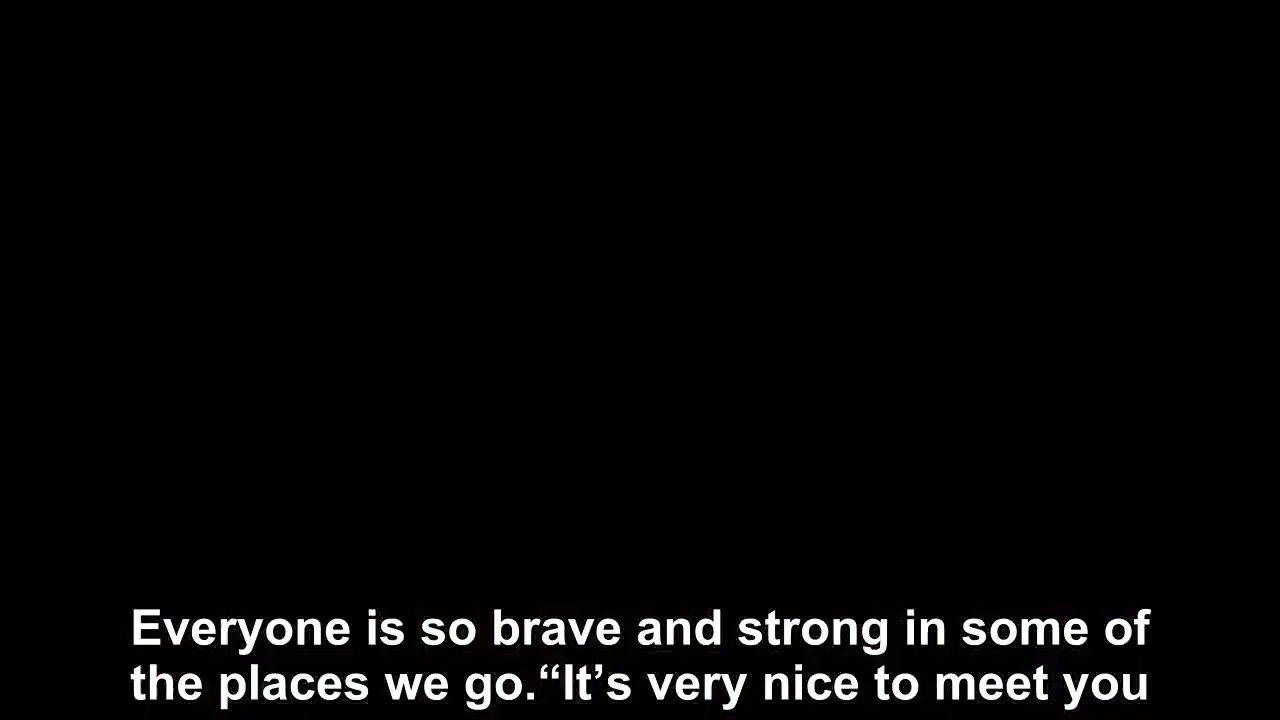 Everyone is so brave and strong in some of
the places we go.“It’s very nice to meet you